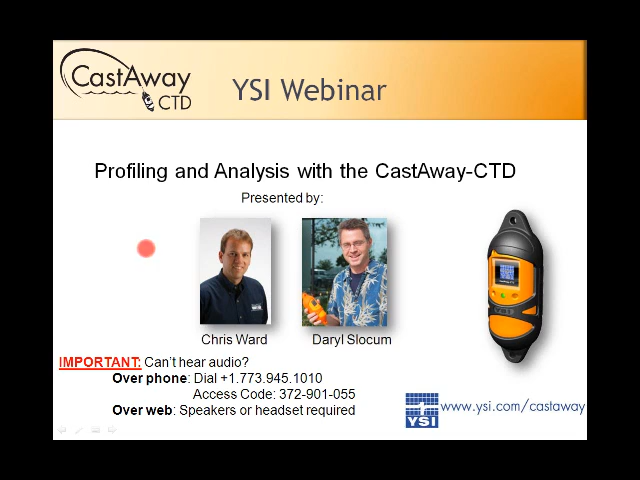 CastAway
CTD
YSI Webinar
Profiling and Analysis with the CastAway-CTD
Presented by:
Chris Ward
Daryl Slocum
IMPORTANT: Can't hear audio?
Over phone: Dial +1.773.945.1010
Access Code: 372-901-055
Over web: Speakers or headset required
YSI
www.ysi.com/castaway